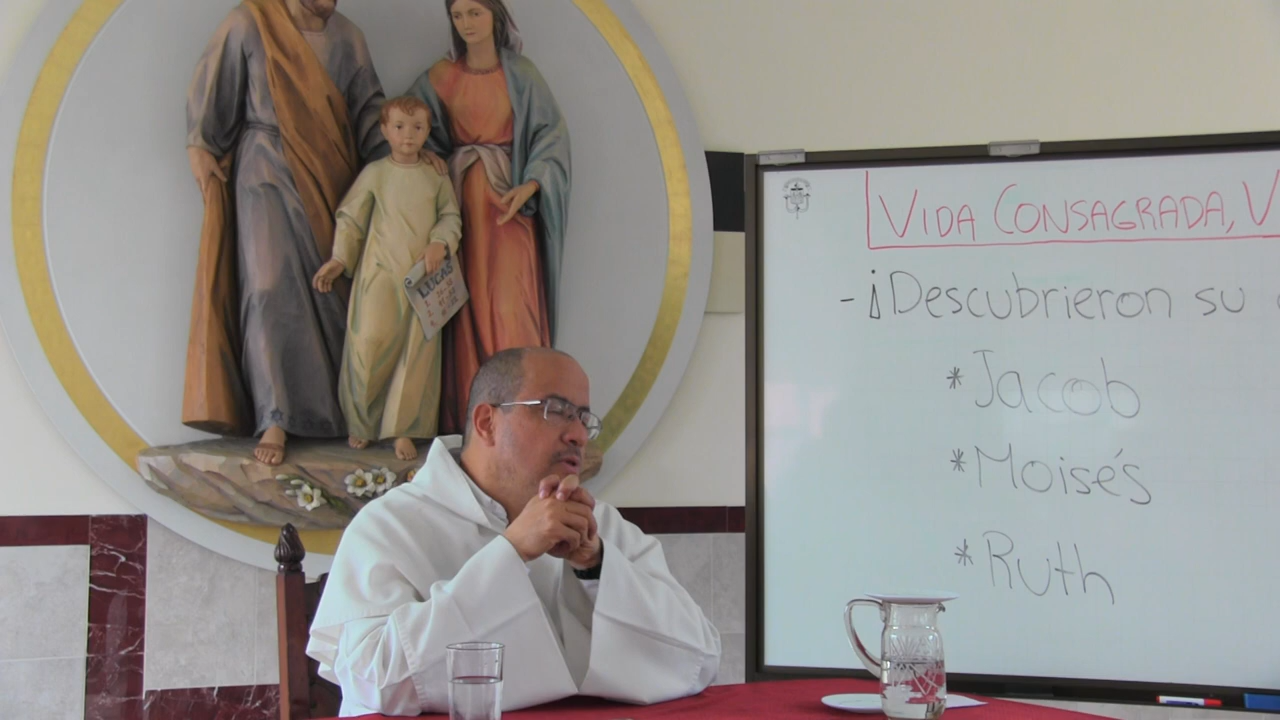 LUCAS
VIDA CONSAGRADA, V
- ¡Descubrieron su
* Jacob
* Moisés
* Ruth